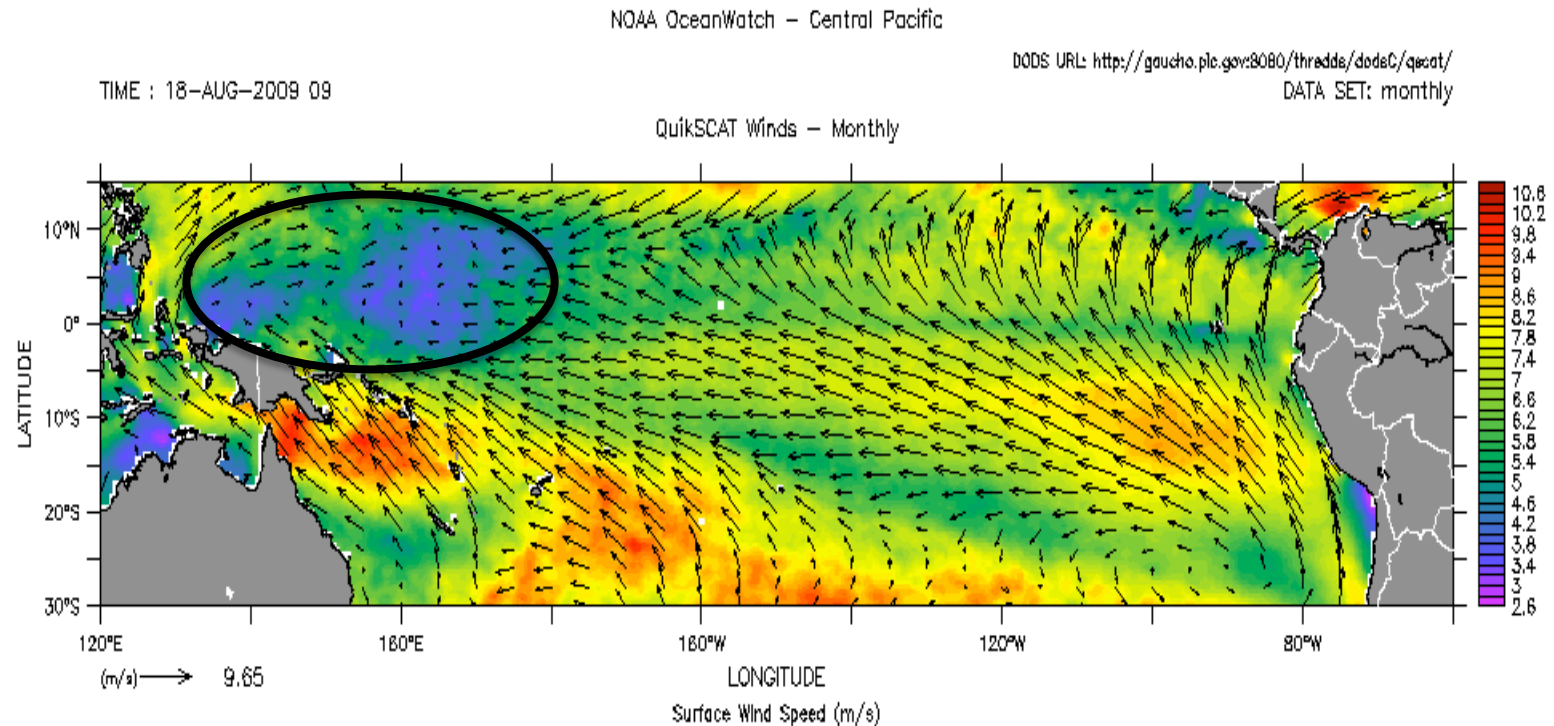 NOAA OceanWatch – Central Pacific
DODS URL: http://gaucho.plc.gov:8080/thredds/dodsC/qscat/
TIME : 18–AUG–2009 09
DATA SET: monthly
QuikSCAT Winds – Monthly
10.6
10.2
9.8
9.4
9
8.6
8.2
7.8
7.4
7
6.6
6.2
5.8
5.4
5
4.6
4.2
3.8
3.4
3
2.6
10°N
0°
10°S
20°S
30°S
LATITUDE
120°E
160°E
160°W
120°W
80°W
(m/s)
9.65
LONGITUDE
Surface Wind Speed (m/s)